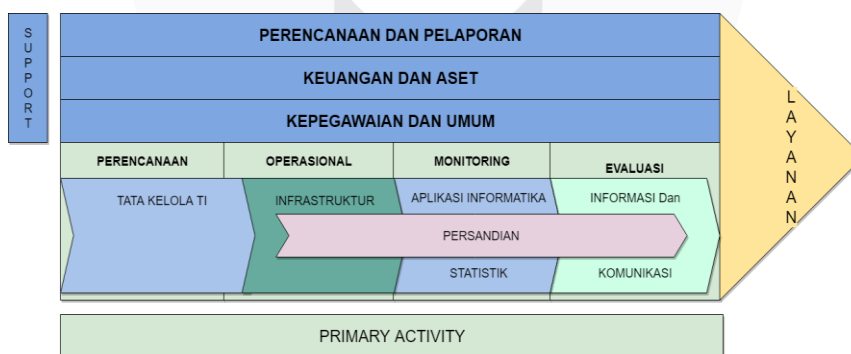 SUPPORT
PERENCANAAN DAN PELAPORAN
KEUANGAN DAN ASET
KEPEGAWAIAN DAN UMUM
PERENCANAAN
OPERASIONAL
MONITORING
EVALUASI
TATA KELOLA TI
INFRASTRUKTUR
APLIKASI INFORMATIKA
INFORMASI Dan
PERSANDIAN
STATISTIK
KOMUNIKASI
LAYANAN
PRIMARY ACTIVITY